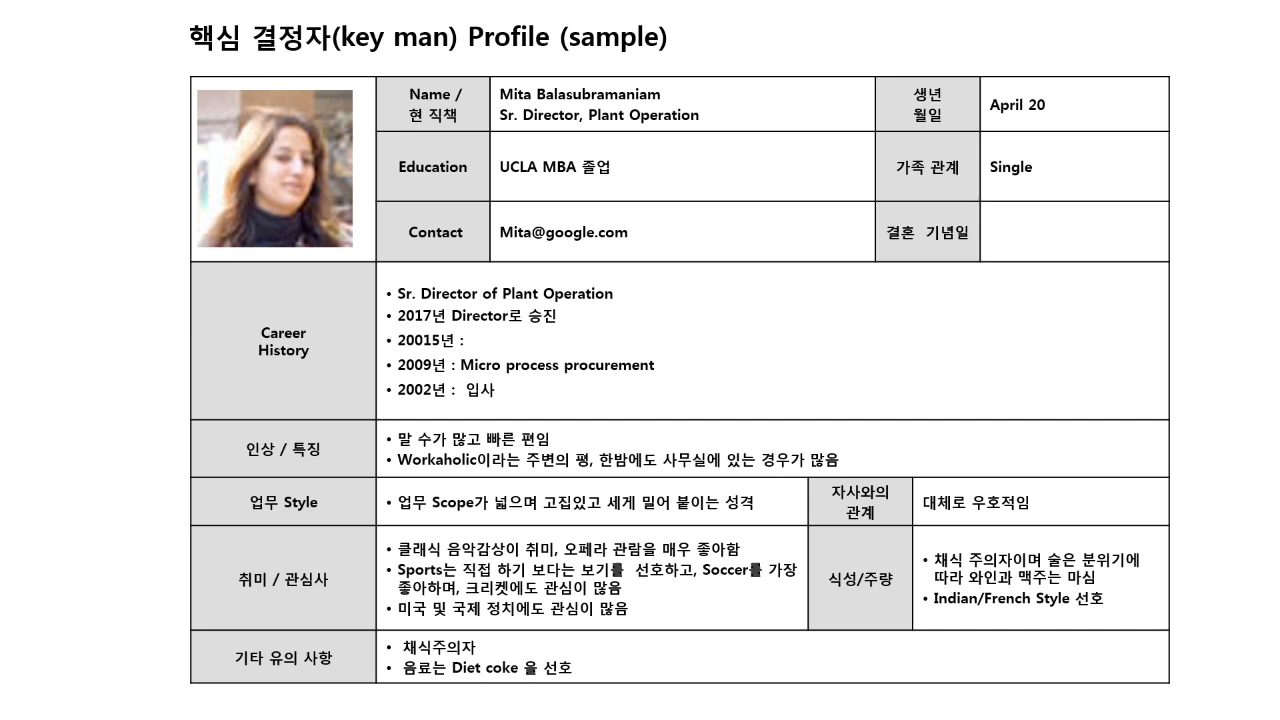 핵심 결정자(key man) Profile (sample)
Name /
현 직책
Mita Balasubramaniam
Sr. Director, Plant Operation
생년
월일
April 20
Education
UCLA MBA 졸업
가족 관계
Single
Contact
Mita@google.com
결혼 기념일
Career
History
• Sr. Director of Plant Operation
• 2017년 Director로 승진
• 20015년 :
• 2009년 : Micro process procurement
• 2002년 : 입사
인상 / 특징
• 말 수가 많고 빠른 편임
• Workaholic이라는 주변의 평, 한밤에도 사무실에 있는 경우가 많음
업무 Style
• 업무 Scope가 넓으며 고집있고 세게 밀어 붙이는 성격
자사와의
관계
대체로 우호적임
취미 / 관심사
• 클래식 음악감상이 취미, 오페라 관람을 매우 좋아함
• Sports는 직접 하기 보다는 보기를 선호하고, Soccer를 가장
좋아하며, 크리켓에도 관심이 많음
• 미국 및 국제 정치에도 관심이 많음
식성/주량
• 채식 주의자이며 술은 분위기에
따라 와인과 맥주는 마심
• Indian/French Style 선호
기타 유의 사항
• 채식주의자
• 음료는 Diet coke 을 선호